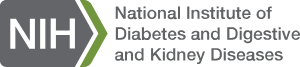 NIH
National Institute of
Diabetes and Digestive
and Kidney Diseases